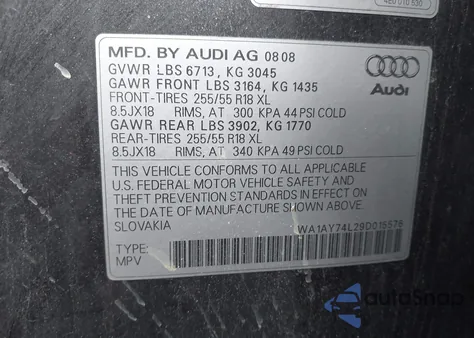 4E0 010 530
MFD. BY AUDI AG 08 08
GVWR LBS 6713, KG 3045
GAWR FRONT LBS 3164, KG 1435
FRONT-TIRES 255/55 R18 XL
8.5JX18 RIMS, AT 300 KPA 44 PSI COLD
GAWR REAR LBS 3902, KG 1770
REAR-TIRES 255/55 R18 XL
8.5JX18 RIMS, AT 340 KPA 49 PSI COLD
Audi
THIS VEHICLE CONFORMS TO ALL APPLICABLE
U.S. FEDERAL MOTOR VEHICLE SAFETY AND
THEFT PREVENTION STANDARDS IN EFFECT ON
THE DATE OF MANUFACTURE SHOWN ABOVE.
SLOVAKIA
WA1AY74L29D015576
TYPE:
MPV
autoSnap